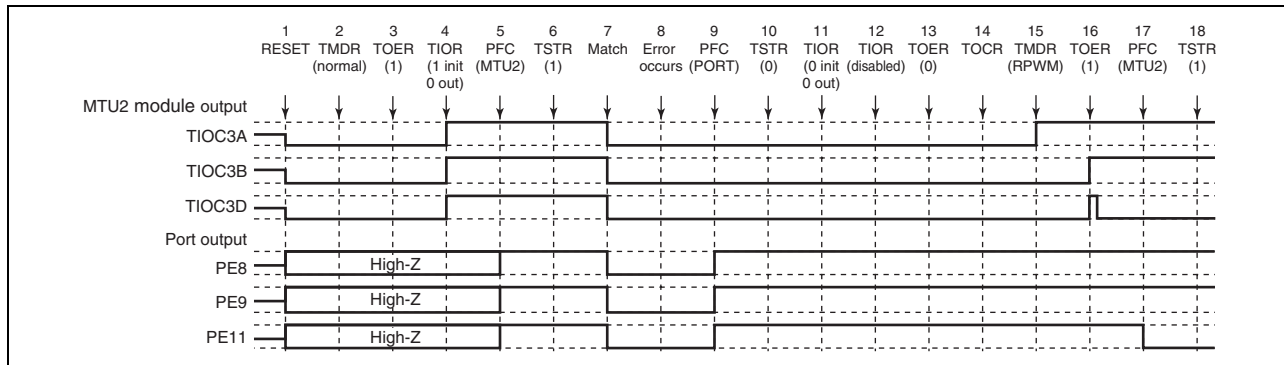 1 2 3 4 5 6 7 8 9 10 11 12 13 14 15 16 17 18
RESET TMDR TOER TIOR PFC TSTR Match Error PFC TSTR TIOR TIOR TOER TOCR TMDR TOER PFC TSTR
(normal) (1) (1 init (MTU2) (1) occurs (PORT) (0) (0 init (disabled) (0) (RPWM) (1) (MTU2) (1)
0 out) 0 out)
MTU2 module output
TIOC3A
TIOC3B
TIOC3D
Port output
PE8 High-Z
PE9 High-Z
PE11 High-Z